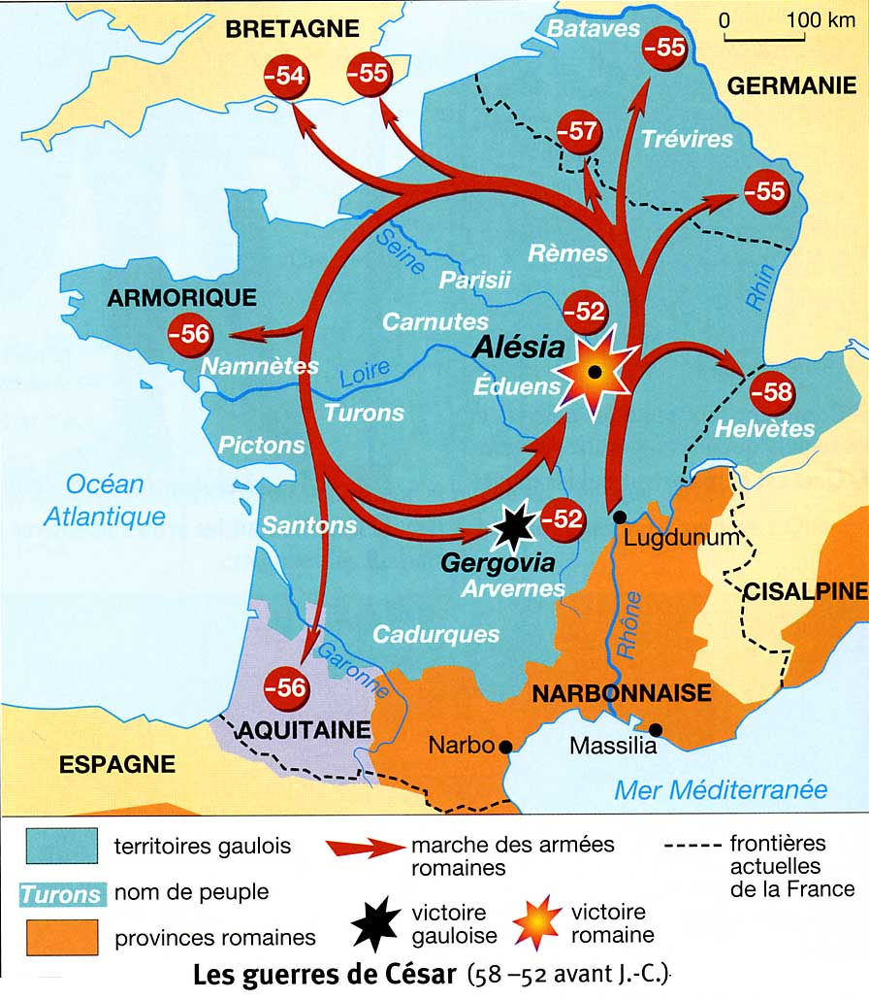 BRETAGNE
Bataves
0 100 km
-54
-55
-55
GERMANIE
-57
Trévires
-55
Seine
Rèmes
Parisii
Rhin
ARMORIQUE
-56
Carnutes
-52
Alésia
Namnètes
Loire
Éduens
-58
Turons
Helvètes
Pictons
Océan
Atlantique
Santons
-52
Lugdunum
Gergovia
Arvernes
CISALPINE
Rhône
Cadurques
Garonne
-56
NARBONNAISE
AQUITAINE
Narbo
Massilia
ESPAGNE
Mer Méditerranée
territoires gaulois
marche des armées
romaines
frontières
actuelles
de la France
Turons nom de peuple
victoire
gauloise
victoire
romaine
provinces romaines
Les guerres de César (58 –52 avant J.-C.)